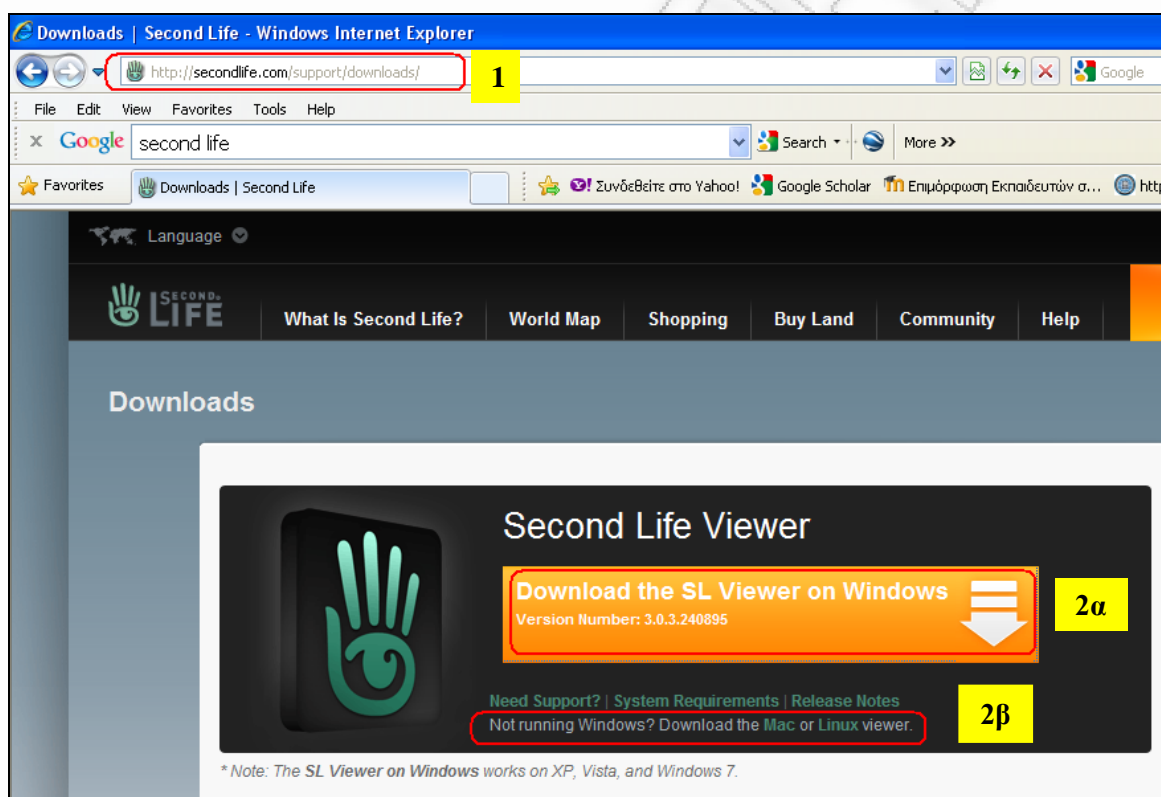 Downloads | Second Life - Windows Internet Explorer
http://secondlife.com/support/downloads/
1
Google
File Edit View Favorites Tools Help
x Google second life Search More >>
Favorites Downloads | Second Life Συνδεθείτε στο Yahoo! Google Scholar Επιμόρφωση Εκπαιδευτών σ... http
Language
SECOND LIFE What Is Second Life? World Map Shopping Buy Land Community Help
Downloads
Second Life Viewer
Download the SL Viewer on Windows
Version Number: 3.0.3.240895
2α
Need Support? | System Requirements | Release Notes
Not running Windows? Download the Mac or Linux viewer.
2β
* Note: The SL Viewer on Windows works on XP, Vista, and Windows 7.